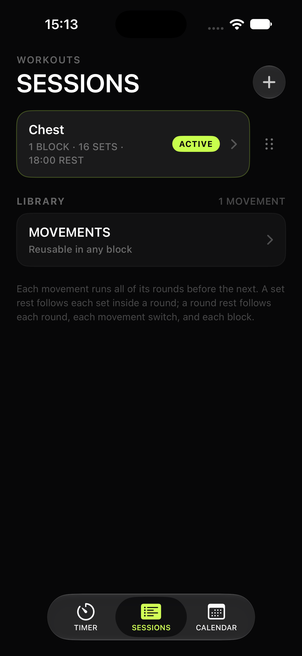 15:13
WORKOUTS
SESSIONS
Chest
1 BLOCK · 16 SETS ·
18:00 REST
ACTIVE
LIBRARY
1 MOVEMENT
MOVEMENTS
Reusable in any block
Each movement runs all of its rounds before the next. A set
rest follows each set inside a round; a round rest follows
each round, each movement switch, and each block.
TIMER
SESSIONS
CALENDAR